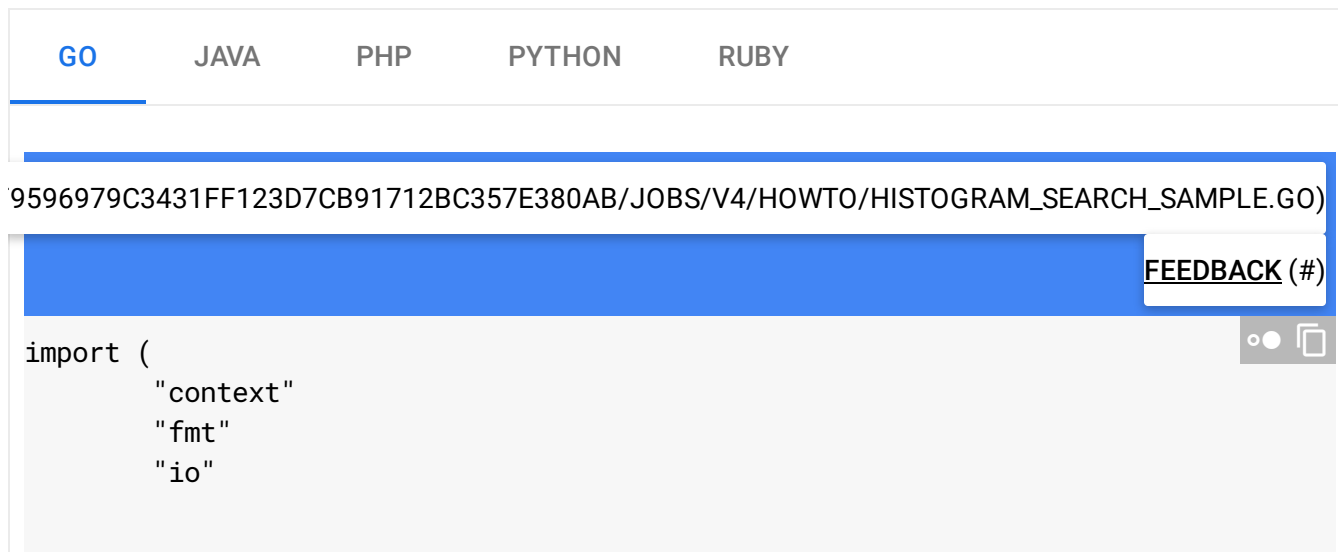 GO JAVA PHP PYTHON RUBY
9596979C3431FF123D7CB91712BC357E380AB/JOBS/V4/HOWTO/HISTOGRAM_SEARCH_SAMPLE.GO)
FEEDBACK (#)
import (
        "context"
        "fmt"
        "io"